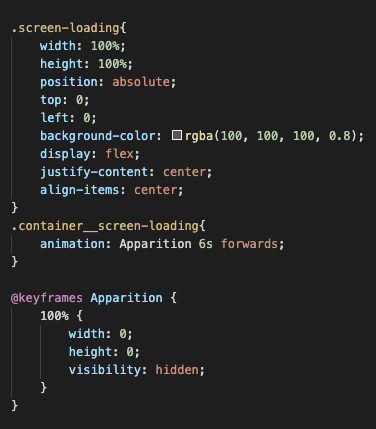 .screen-loading{
    width: 100%;
    height: 100%;
    position: absolute;
    top: 0;
    left: 0;
    background-color: rgba(100, 100, 100, 0.8);
    display: flex;
    justify-content: center;
    align-items: center;
}
.container__screen-loading{
    animation: Apparition 6s forwards;
}

@keyframes Apparition {
    100% {
        width: 0;
        height: 0;
        visibility: hidden;
    }
}